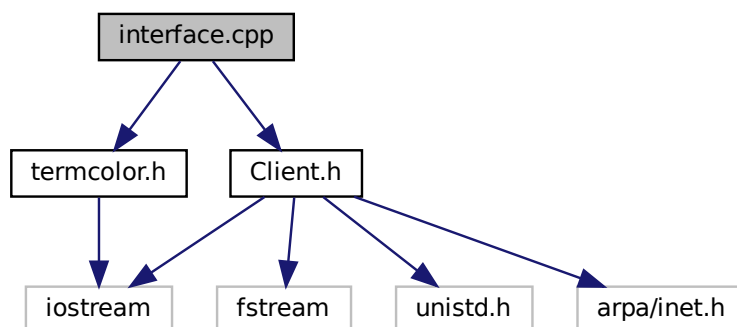 interface.cpp
termcolor.h
Client.h
iostream
fstream
unistd.h
arpa/inet.h